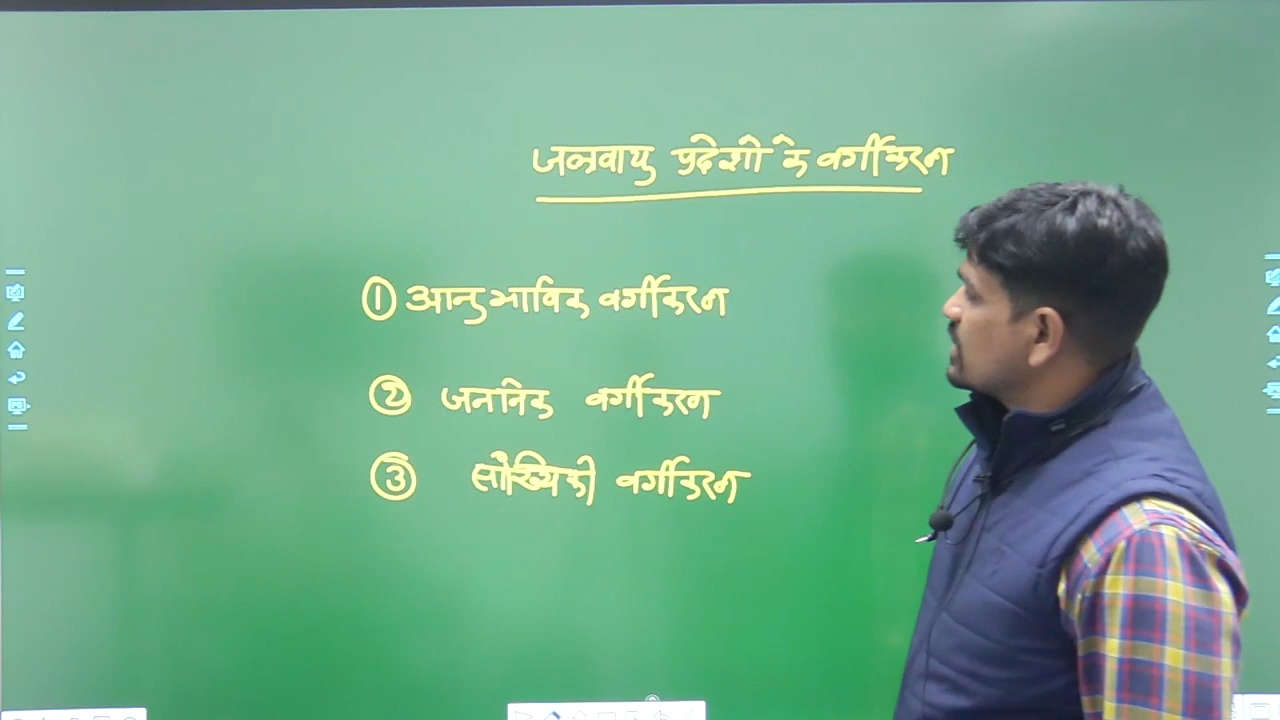 जलवायु प्रदेशों के वर्गीकरण
① आनुभाविक वर्गीकरण
② जननिक वर्गीकरण
③ सांख्यिकी वर्गीकरण